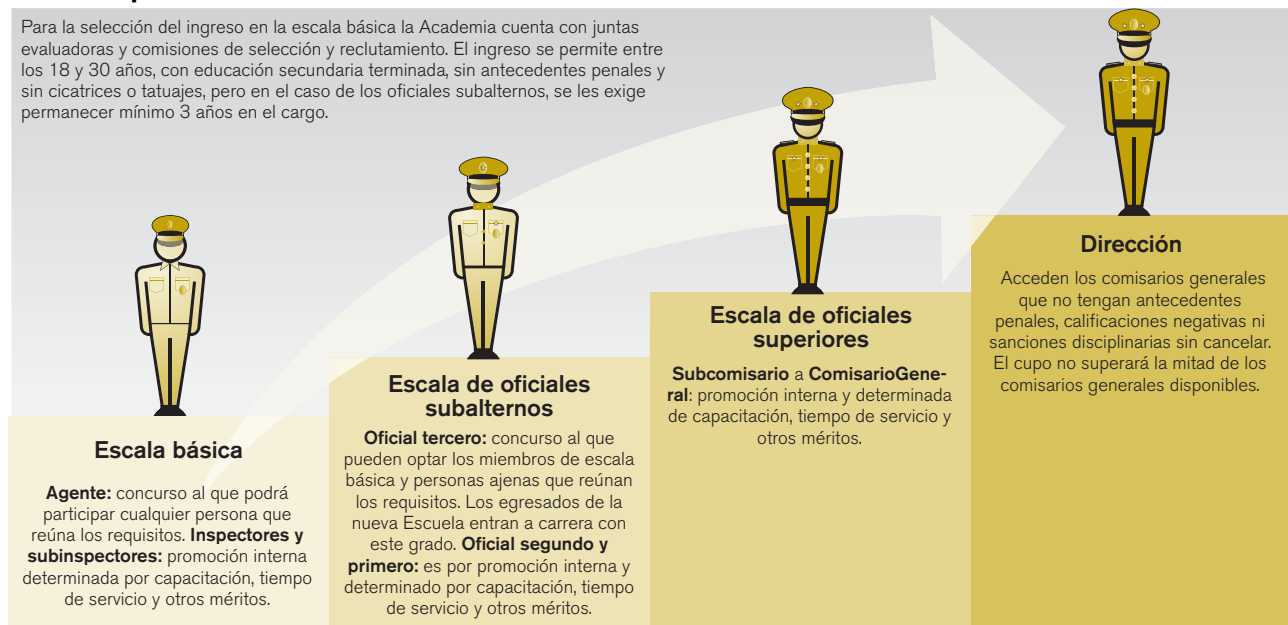 Para la selección del ingreso en la escala básica la Academia cuenta con juntas
evaluadoras y comisiones de selección y reclutamiento. El ingreso se permite entre
los 18 y 30 años, con educación secundaria terminada, sin antecedentes penales y
sin cicatrices o tatuajes, pero en el caso de los oficiales subalternos, se les exige
permanecer mínimo 3 años en el cargo.
Escala básica
Agente: concurso al que podrá
participar cualquier persona que
reúna los requisitos. Inspectores y
subinspectores: promoción interna
determinada por capacitación, tiempo
de servicio y otros méritos.
Escala de oficiales
subalternos
Oficial tercero: concurso al que
pueden optar los miembros de escala
básica y personas ajenas que reúnan
los requisitos. Los egresados de la
nueva Escuela entran a carrera con
este grado. Oficial segundo y
primero: es por promoción interna y
determinado por capacitación, tiempo
de servicio y otros méritos.
Escala de oficiales
superiores
Subcomisario a ComisarioGene-
ral: promoción interna y determinada
de capacitación, tiempo de servicio y
otros méritos.
Dirección
Acceden los comisarios generales
que no tengan antecedentes
penales, calificaciones negativas ni
sanciones disciplinarias sin cancelar.
El cupo no superará la mitad de los
comisarios generales disponibles.